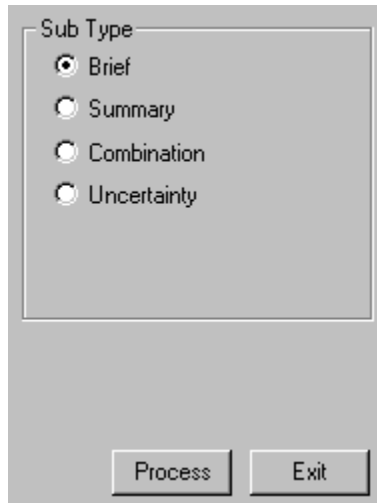 Sub Type
Brief
Summary
Combination
Uncertainty
Process Exit